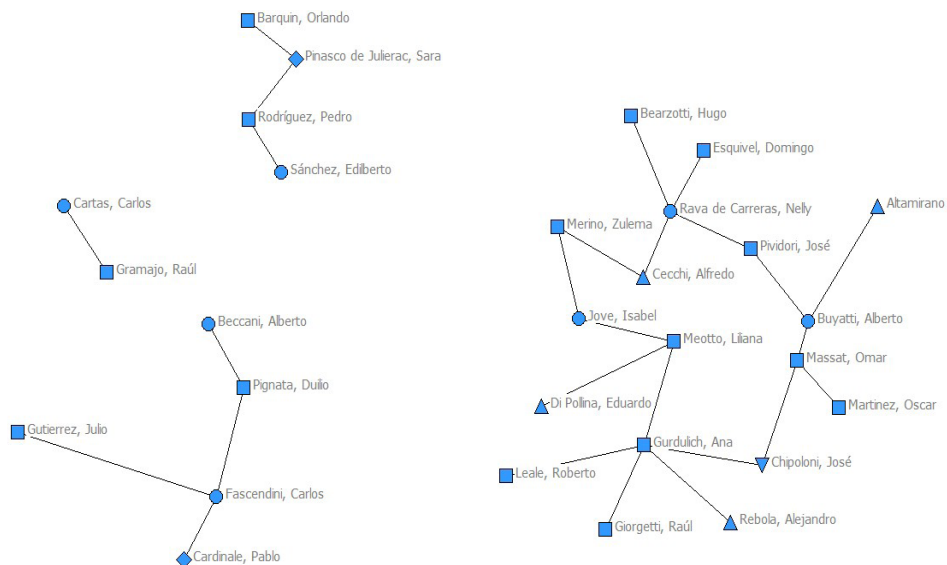 Barquin, Orlando
Pinasco de Julierac, Sara
Rodríguez, Pedro
Sánchez, Edilberto
Cartas, Carlos
Gramajo, Raúl
Beccani, Alberto
Pignata, Duilio
Gutierrez, Julio
Fascendini, Carlos
Cardinale, Pablo
Bearzotti, Hugo
Esquivel, Domingo
Rava de Carreras, Nelly
Altamirano
Merino, Zulema
Pividori, José
Cecchi, Alfredo
Jove, Isabel
Buyatti, Alberto
Meotto, Liliana
Massat, Omar
Di Pollina, Eduardo
Martinez, Oscar
Gurdulich, Ana
Chipoloni, José
Leale, Roberto
Rebola, Alejandro
Giorgetti, Raúl